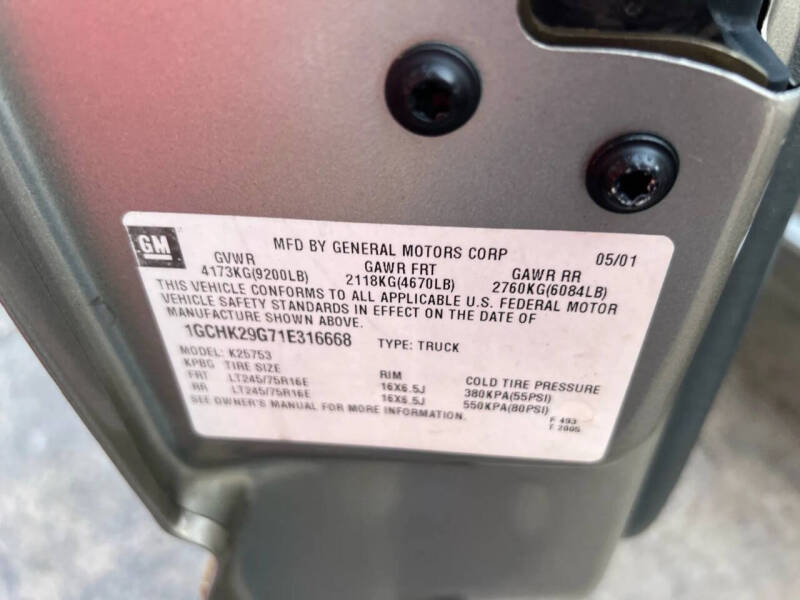 GM
MFD BY GENERAL MOTORS CORP 05/01
GVWR GAWR FRT GAWR RR
4173KG(9200LB) 2118KG(4670LB) 2760KG(6084LB)
THIS VEHICLE CONFORMS TO ALL APPLICABLE U.S. FEDERAL MOTOR
VEHICLE SAFETY STANDARDS IN EFFECT ON THE DATE OF
MANUFACTURE SHOWN ABOVE.
1GCHK29G71E316668 TYPE: TRUCK
MODEL: K25753
KPBG TIRE SIZE RIM COLD TIRE PRESSURE
FRT LT245/75R16E 16X6.5J 380KPA(55PSI)
RR LT245/75R16E 16X6.5J 550KPA(80PSI)
SEE OWNER'S MANUAL FOR MORE INFORMATION.
F 493
T 2005